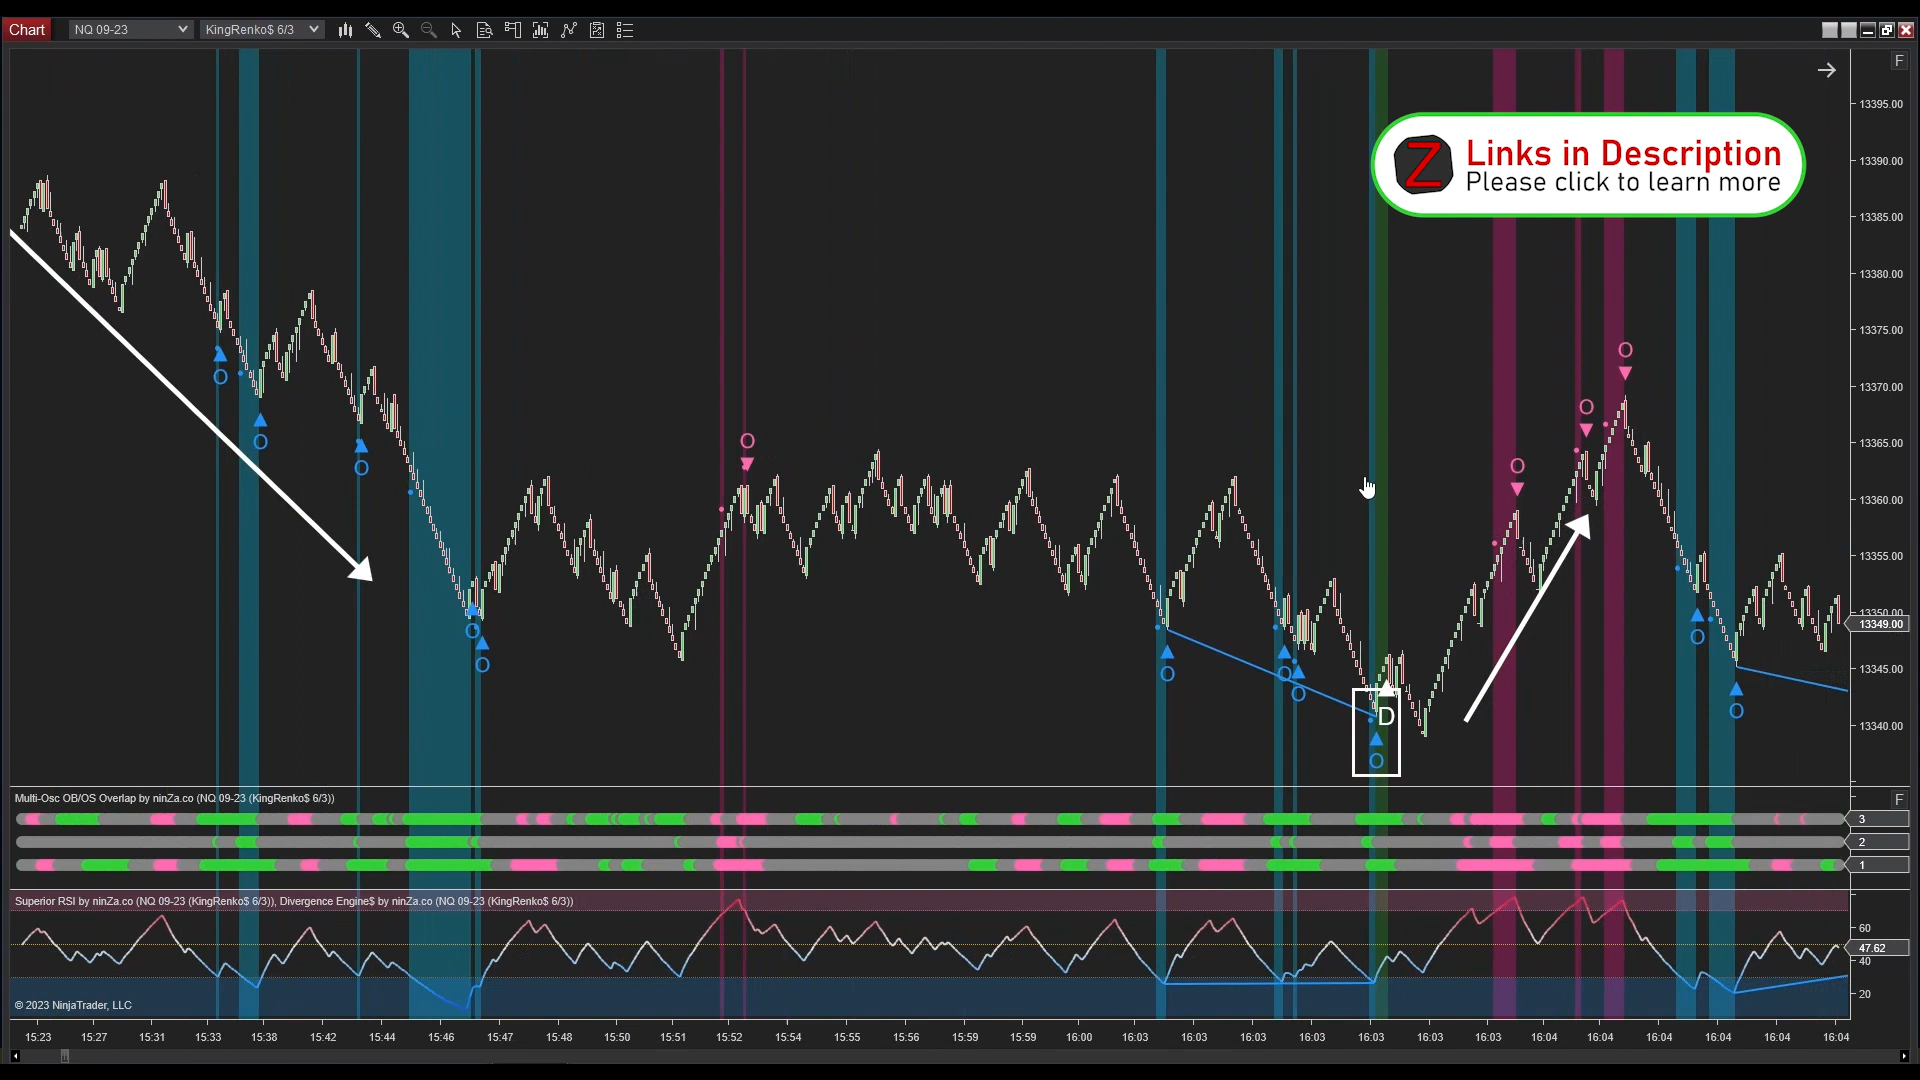 Chart NQ 09-23 KingRenko$ 6/3
F
13395.00
Z Links in Description
Please click to learn more
13390.00
13385.00
13380.00
13375.00
13370.00
13365.00
13360.00
13355.00
13350.00
13349.00
13345.00
13340.00
O
O
O
O
O
O
O
O
O
D
O
O
O
O
O
O
Multi-Osc OB/OS Overlap by ninZa.co (NQ 09-23 (KingRenko$ 6/3))
F
3
2
1
Superior RSI by ninZa.co (NQ 09-23 (KingRenko$ 6/3)), Divergence Engine$ by ninZa.co (NQ 09-23 (KingRenko$ 6/3))
60
47.62
40
20
© 2023 NinjaTrader, LLC
15:23 15:27 15:31 15:33 15:38 15:42 15:44 15:46 15:47 15:48 15:50 15:51 15:52 15:54 15:55 15:56 15:59 15:59 16:00 16:03 16:03 16:03 16:03 16:03 16:03 16:03 16:04 16:04 16:04 16:04 16:04 16:04